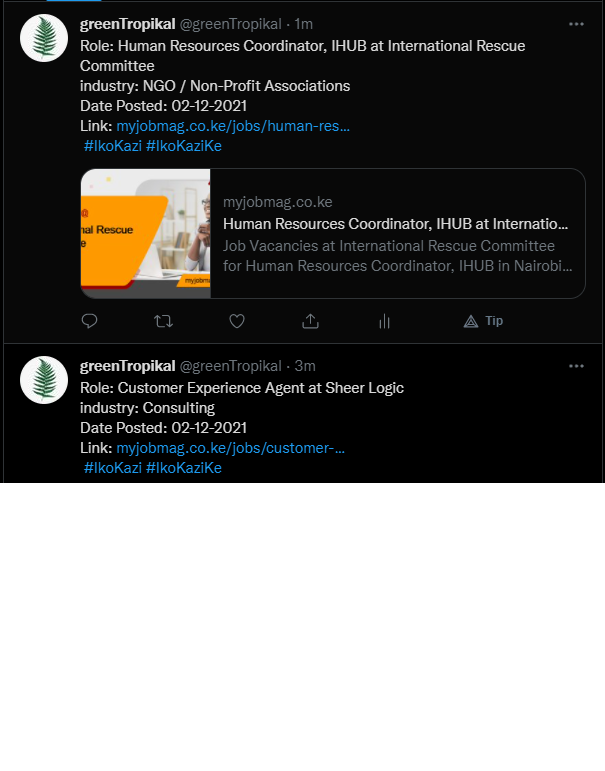 greenTropikal @greenTropikal · 1m
Role: Human Resources Coordinator, IHUB at International Rescue
Committee
industry: NGO / Non-Profit Associations
Date Posted: 02-12-2021
Link: myjobmag.co.ke/jobs/human-res...
#IkoKazi #IkoKaziKe
nal Rescue
e
myjobm
myjobmag.co.ke
Human Resources Coordinator, IHUB at Internatio...
Job Vacancies at International Rescue Committee
for Human Resources Coordinator, IHUB in Nairobi...
Tip
greenTropikal @greenTropikal · 3m
Role: Customer Experience Agent at Sheer Logic
industry: Consulting
Date Posted: 02-12-2021
Link: myjobmag.co.ke/jobs/customer-...
#IkoKazi #IkoKaziKe